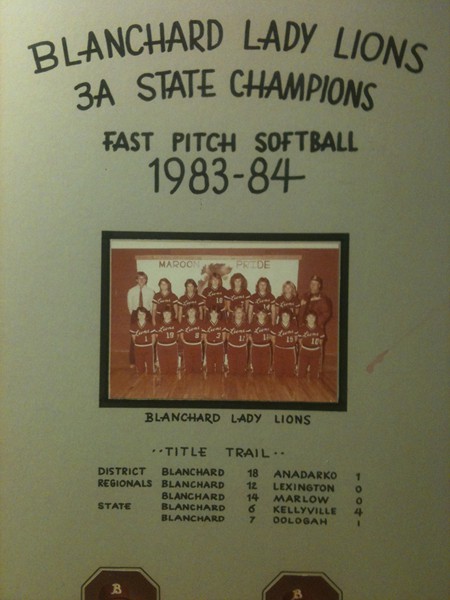 BLANCHARD LADY LIONS
3A STATE CHAMPIONS
FAST PITCH SOFTBALL
1983-84
MAROON PRIDE
BLANCHARD LADY LIONS
··TITLE TRAIL··
DISTRICT BLANCHARD 18 ANADARKO 1
REGIONALS BLANCHARD 12 LEXINGTON 0
BLANCHARD 14 MARLOW 0
STATE BLANCHARD 6 KELLYVILLE 4
BLANCHARD 7 OOLOGAH 1
B B